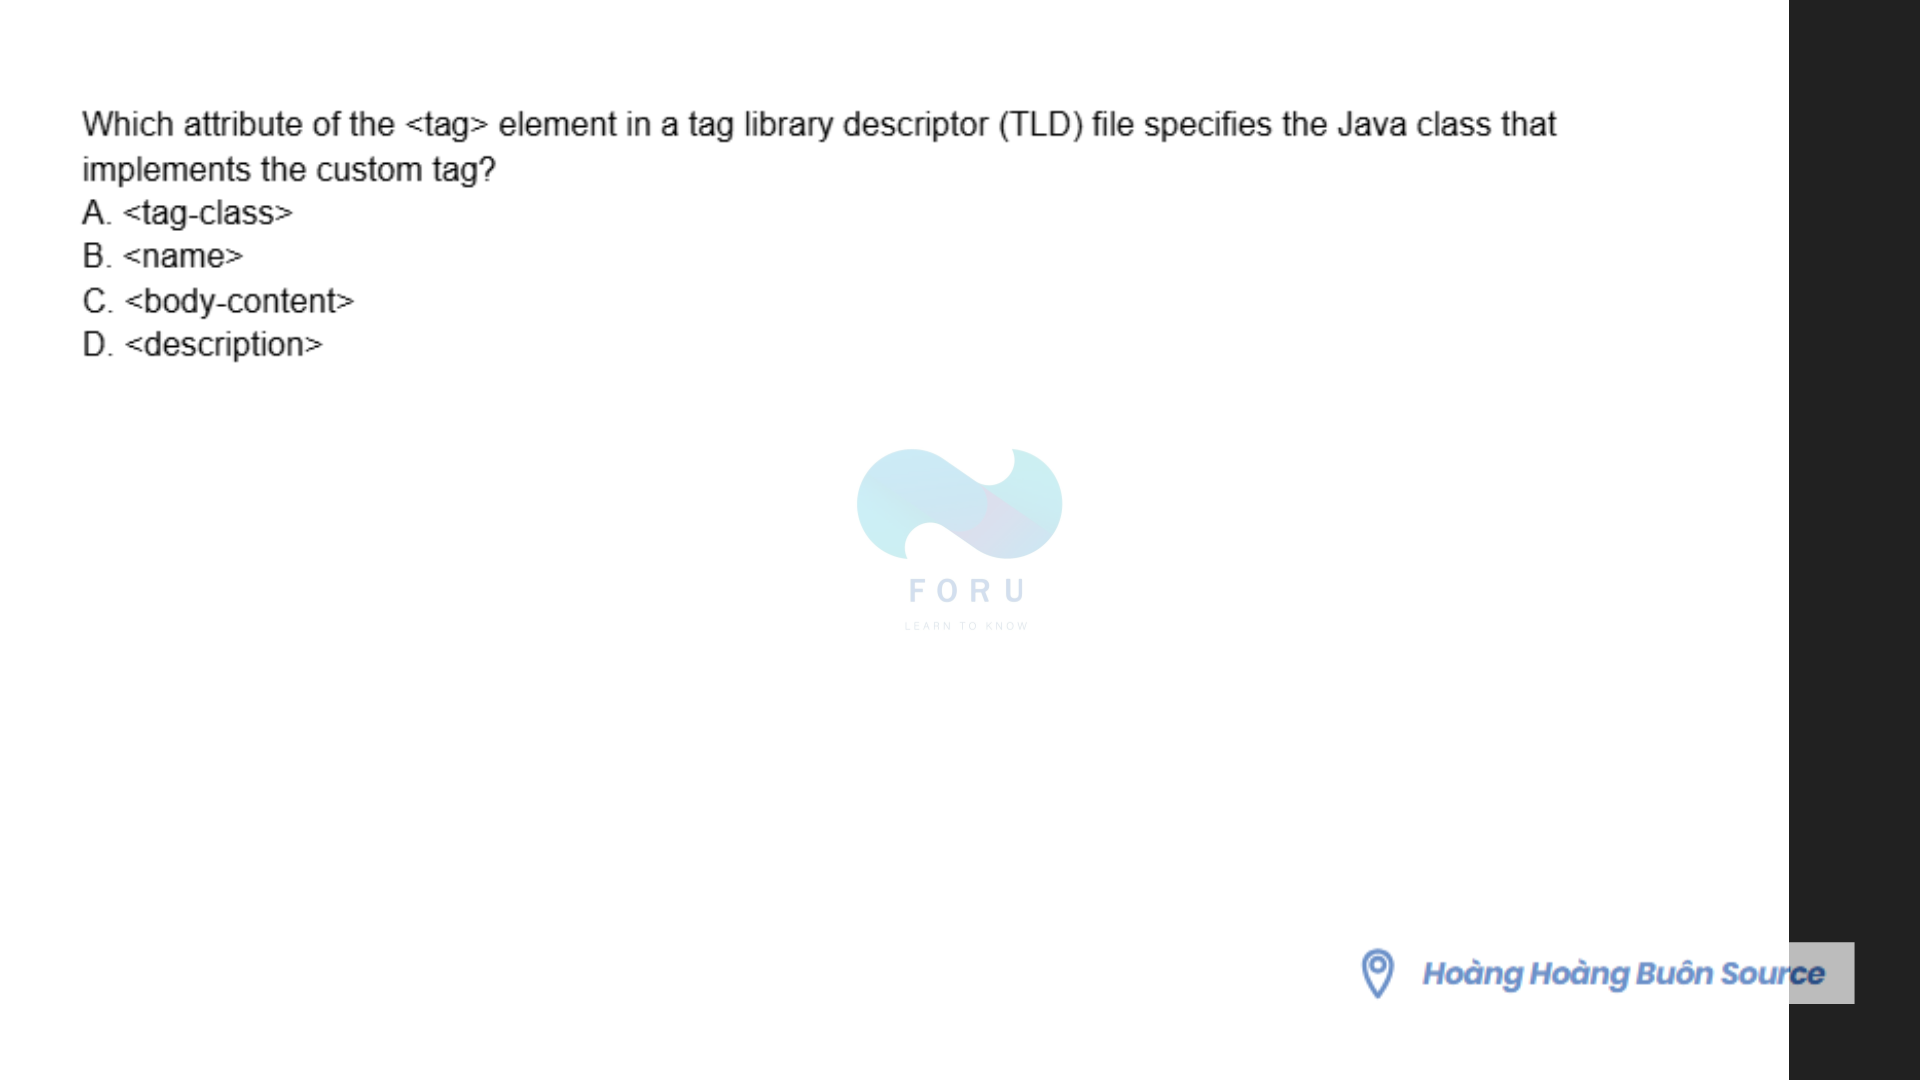 Which attribute of the <tag> element in a tag library descriptor (TLD) file specifies the Java class that
implements the custom tag?
A. <tag-class>
B. <name>
C. <body-content>
D. <description>
FORU
LEARN TO KNOW
Hoàng Hoàng Buôn Source